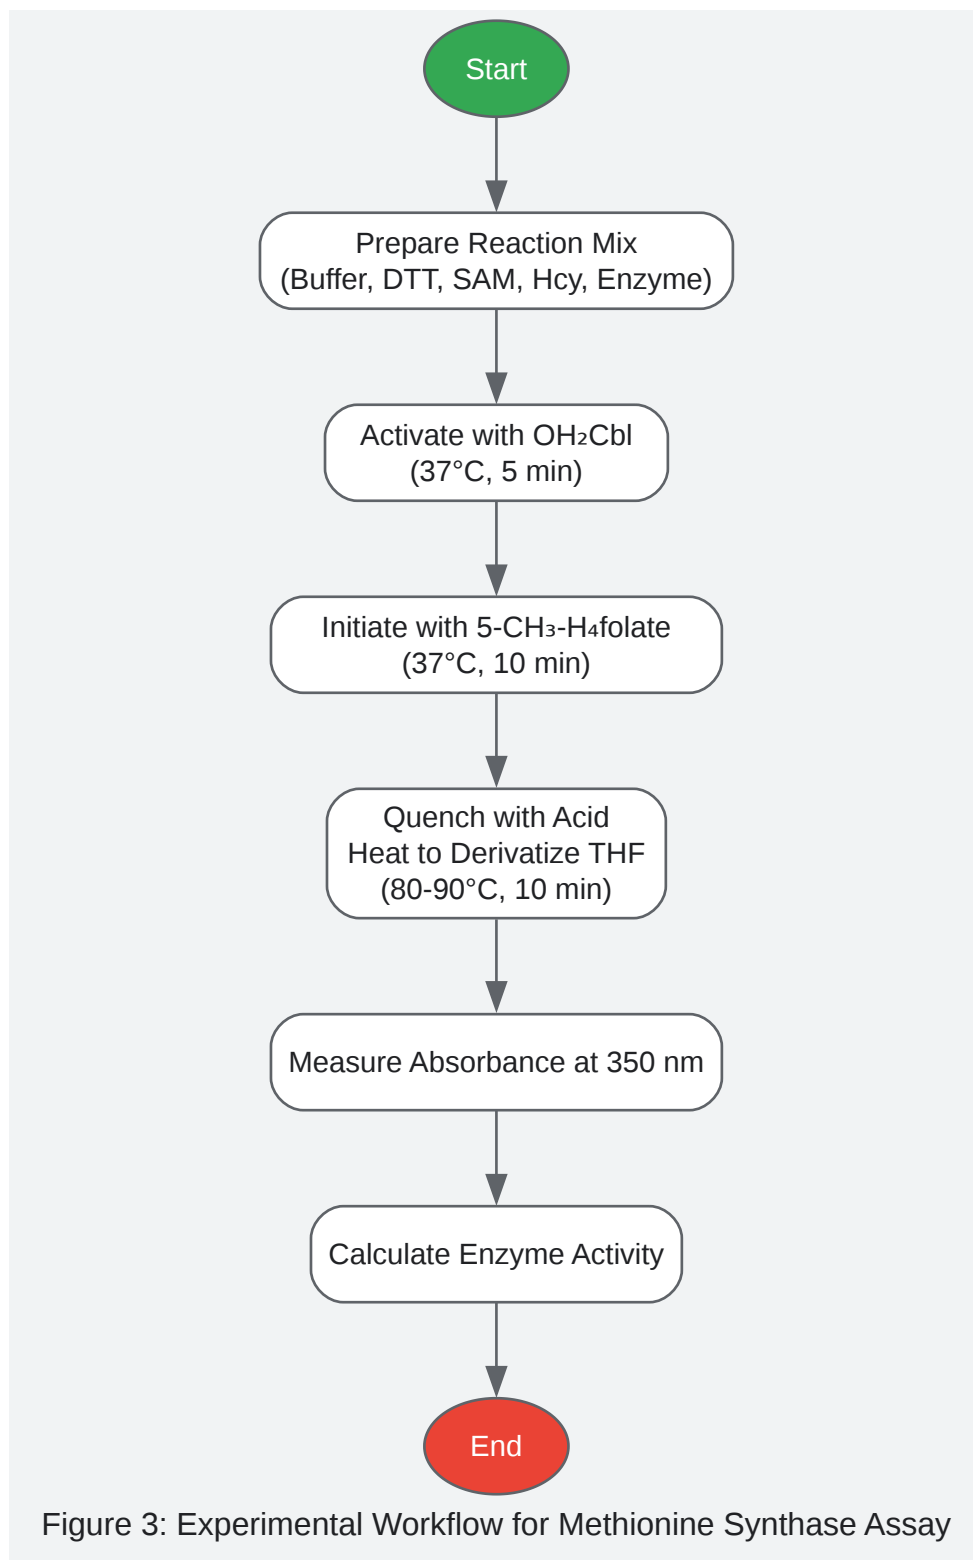 Start
Prepare Reaction Mix
(Buffer, DTT, SAM, Hcy, Enzyme)
Activate with OH₂Cbl
(37°C, 5 min)
Initiate with 5-CH₃-H₄folate
(37°C, 10 min)
Quench with Acid
Heat to Derivatize THF
(80-90°C, 10 min)
Measure Absorbance at 350 nm
Calculate Enzyme Activity
End
Figure 3: Experimental Workflow for Methionine Synthase Assay